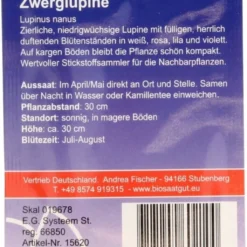 Zwerglupine
Lupinus nanus
Zierliche, niedrigwüchsige Lupine mit fülligen, herrlich
duftenden Blütenständen in weiß, rosa, lila und violett.
Auf kargen Böden bleibt die Pflanze schön kompakt.
Wertvoller Stickstoffsammler für die Nachbarpflanzen.
Aussaat: Im April/Mai direkt an Ort und Stelle. Samen
über Nacht in Wasser oder Kamillentee einweichen.
Pflanzabstand: 30 cm
Standort: sonnig, in magere Böden
Höhe: ca. 30 cm
Blütezeit: Juli-August
Vertrieb Deutschland. Andrea Fischer - 94166 Stubenberg
T. +49 8574 919315 - www.biosaatgut.eu
Skal 019678
E.G. Systeem St.
reg. 66850
Artikel-Nr. 15620